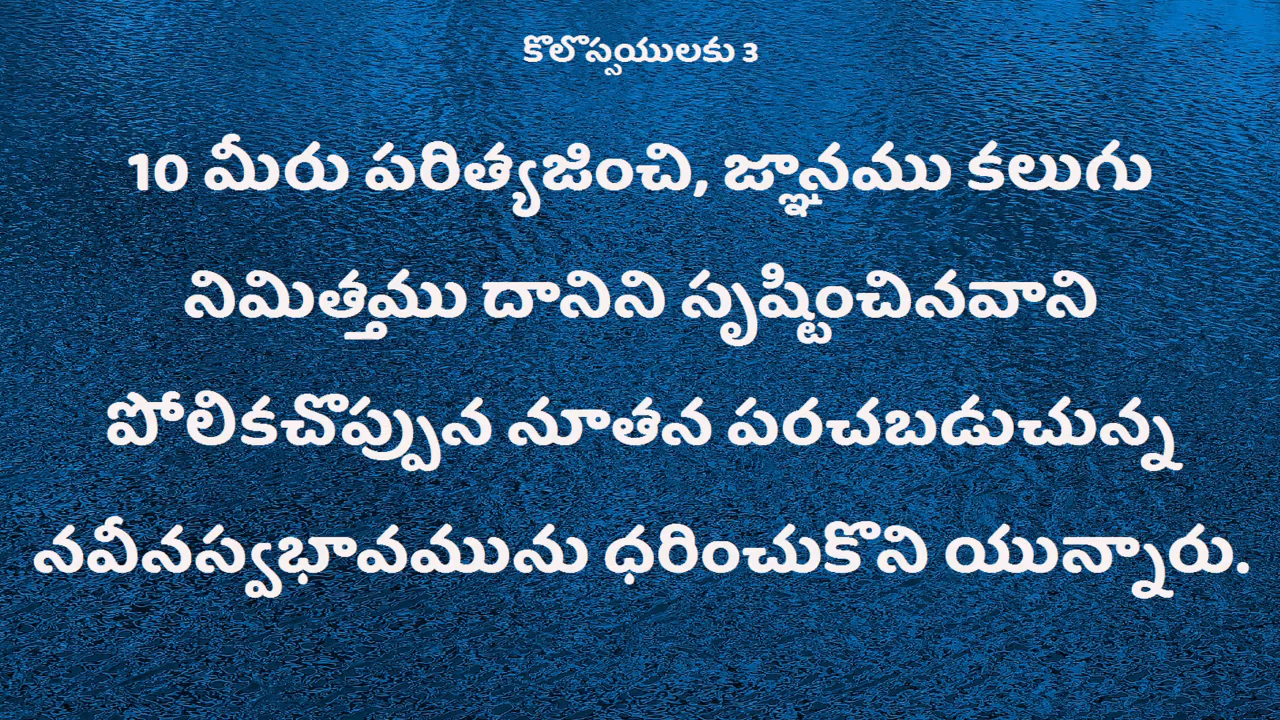 కొలొస్సయులకు 3
10 మీరు పరిత్యజించి, జ్ఞానము కలుగు
నిమిత్తము దానిని సృష్టించినవాని
పోలికచొప్పున నూతన పరచబడుచున్న
నవీనస్వభావమును ధరించుకొని యున్నారు.